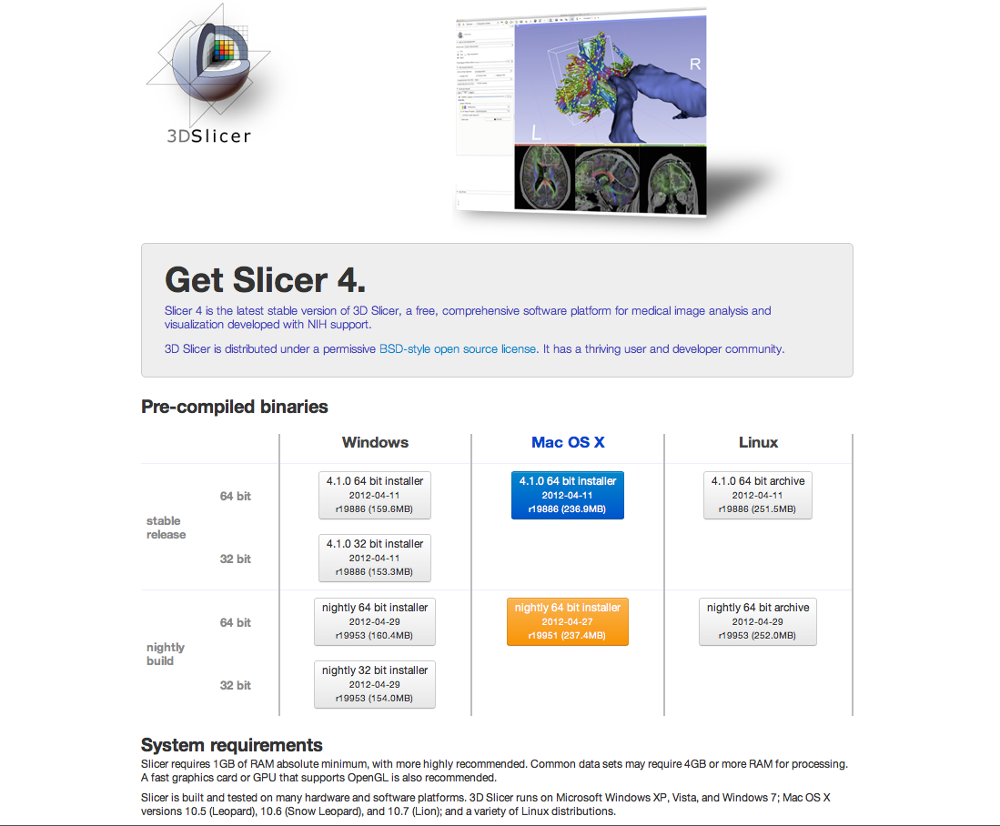 3DSlicer
R
L
Get Slicer 4.
Slicer 4 is the latest stable version of 3D Slicer, a free, comprehensive software platform for medical image analysis and
visualization developed with NIH support.
3D Slicer is distributed under a permissive BSD-style open source license. It has a thriving user and developer community.
Pre-compiled binaries
Windows Mac OS X Linux
stable
release
64 bit
4.1.0 64 bit installer
2012-04-11
r19886 (159.6MB)
4.1.0 64 bit installer
2012-04-11
r19886 (236.9MB)
4.1.0 64 bit archive
2012-04-11
r19886 (251.5MB)
32 bit
4.1.0 32 bit installer
2012-04-11
r19886 (153.3MB)
nightly
build
64 bit
nightly 64 bit installer
2012-04-29
r19953 (160.4MB)
nightly 64 bit installer
2012-04-27
r19951 (237.4MB)
nightly 64 bit archive
2012-04-29
r19953 (252.0MB)
32 bit
nightly 32 bit installer
2012-04-29
r19953 (154.0MB)
System requirements
Slicer requires 1GB of RAM absolute minimum, with more highly recommended. Common data sets may require 4GB or more RAM for processing.
A fast graphics card or GPU that supports OpenGL is also recommended.
Slicer is built and tested on many hardware and software platforms. 3D Slicer runs on Microsoft Windows XP, Vista, and Windows 7; Mac OS X
versions 10.5 (Leopard), 10.6 (Snow Leopard), and 10.7 (Lion); and a variety of Linux distributions.